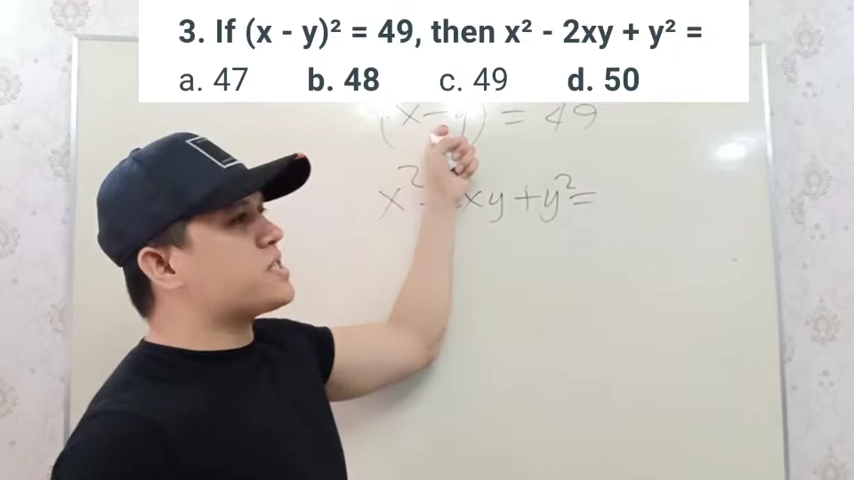 3. If (x - y)² = 49, then x² - 2xy + y² =
a. 47 b. 48 c. 49 d. 50
(x-y) = 49
x² - xy + y² =